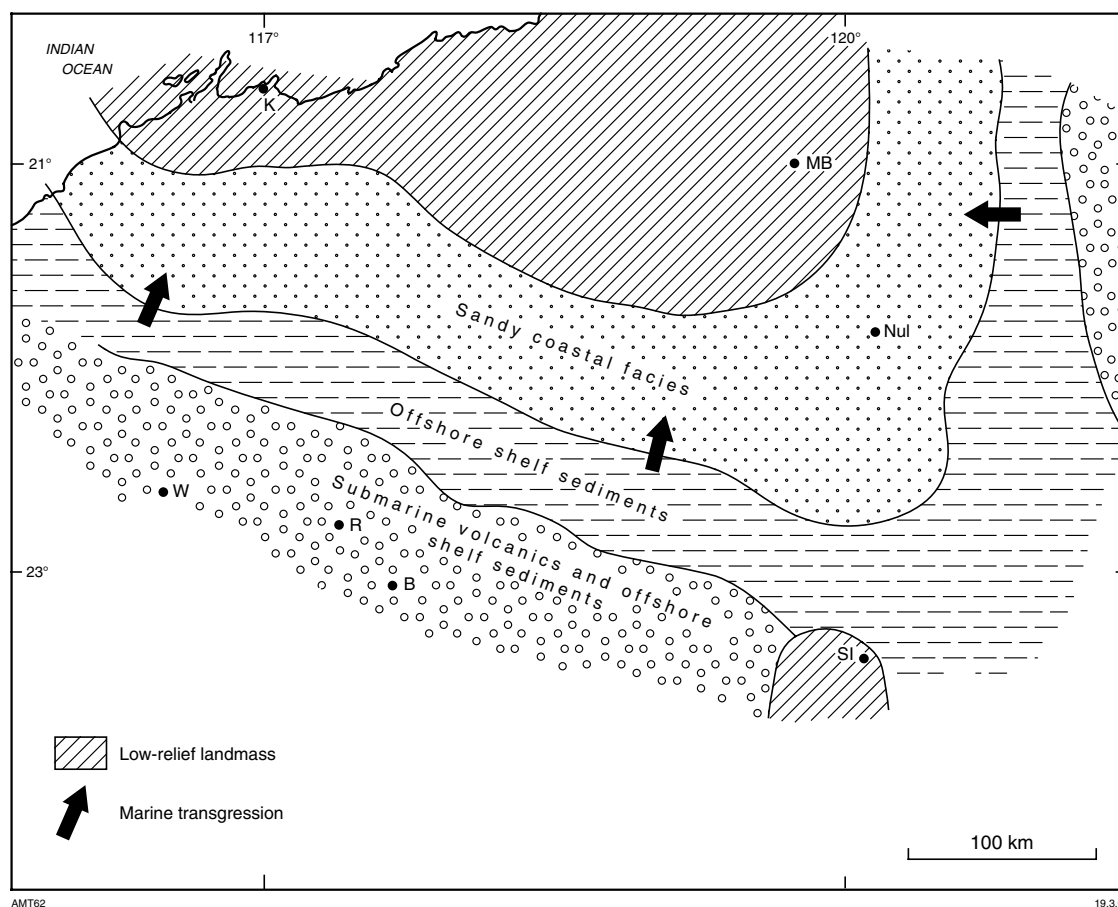 INDIAN
OCEAN
117°
120°
K
21°
MB
Sandy coastal facies
Nul
Offshore shelf sediments
W
Submarine volcanics and offshore
shelf sediments
R
23°
B
SI
Low-relief landmass
Marine transgression
100 km
AMT62
19.3.